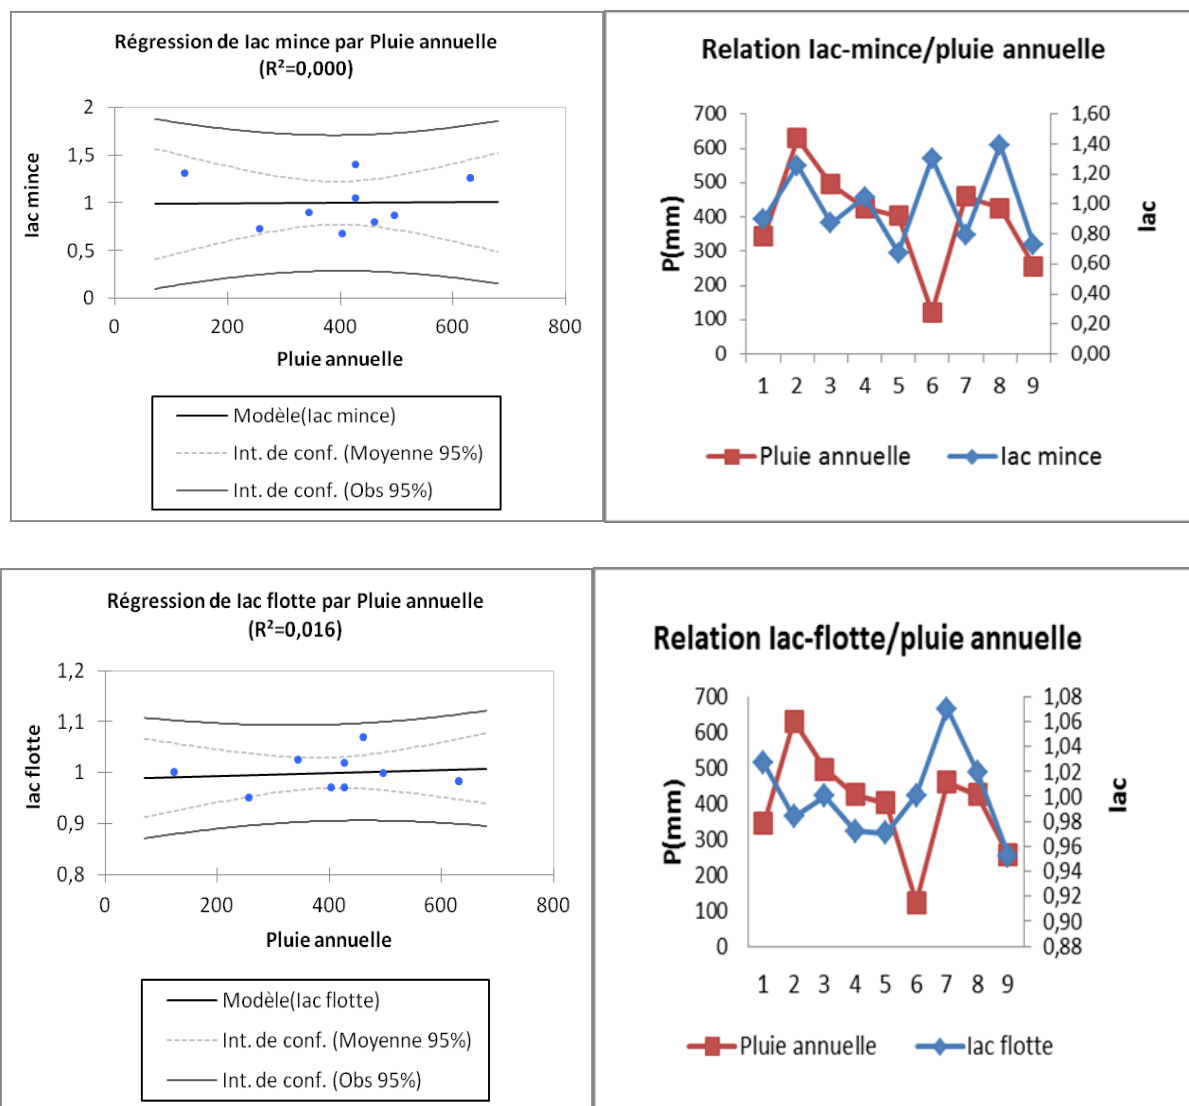 Régression de Iac mince par Pluie annuelle
(R²=0,000)
Iac mince
2
1,5
1
0,5
0
0 200 400 600 800
Pluie annuelle
Modèle(Iac mince)
Int. de conf. (Moyenne 95%)
Int. de conf. (Obs 95%)
Relation Iac-mince/pluie annuelle
P(mm)
700
600
500
400
300
200
100
0
1,60
1,40
1,20
1,00
0,80
0,60
0,40
0,20
0,00
Iac
1 2 3 4 5 6 7 8 9
Pluie annuelle Iac mince
Régression de Iac flotte par Pluie annuelle
(R²=0,016)
Iac flotte
1,2
1,1
1
0,9
0,8
0 200 400 600 800
Pluie annuelle
Modèle(Iac flotte)
Int. de conf. (Moyenne 95%)
Int. de conf. (Obs 95%)
Relation Iac-flotte/pluie annuelle
P(mm)
700
600
500
400
300
200
100
0
1,08
1,06
1,04
1,02
1,00
0,98
0,96
0,94
0,92
0,90
0,88
Iac
1 2 3 4 5 6 7 8 9
Pluie annuelle Iac flotte